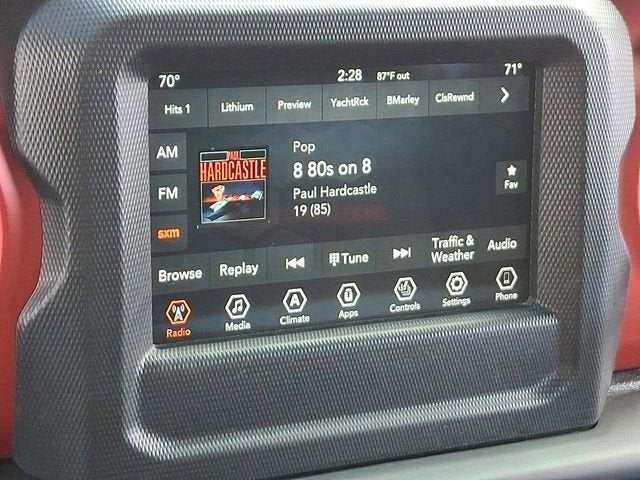 70° 2:28 87°F out 71°
Hits 1 Lithium Preview YachtRck BMarley ClsRewnd
AM
FM
sxm
PAUL
HARDCASTLE
Pop
8 80s on 8
Paul Hardcastle
19 (85)
Fav
Browse Replay Tune Traffic &
Weather Audio
Radio Media Climate Apps Controls Settings Phone
A